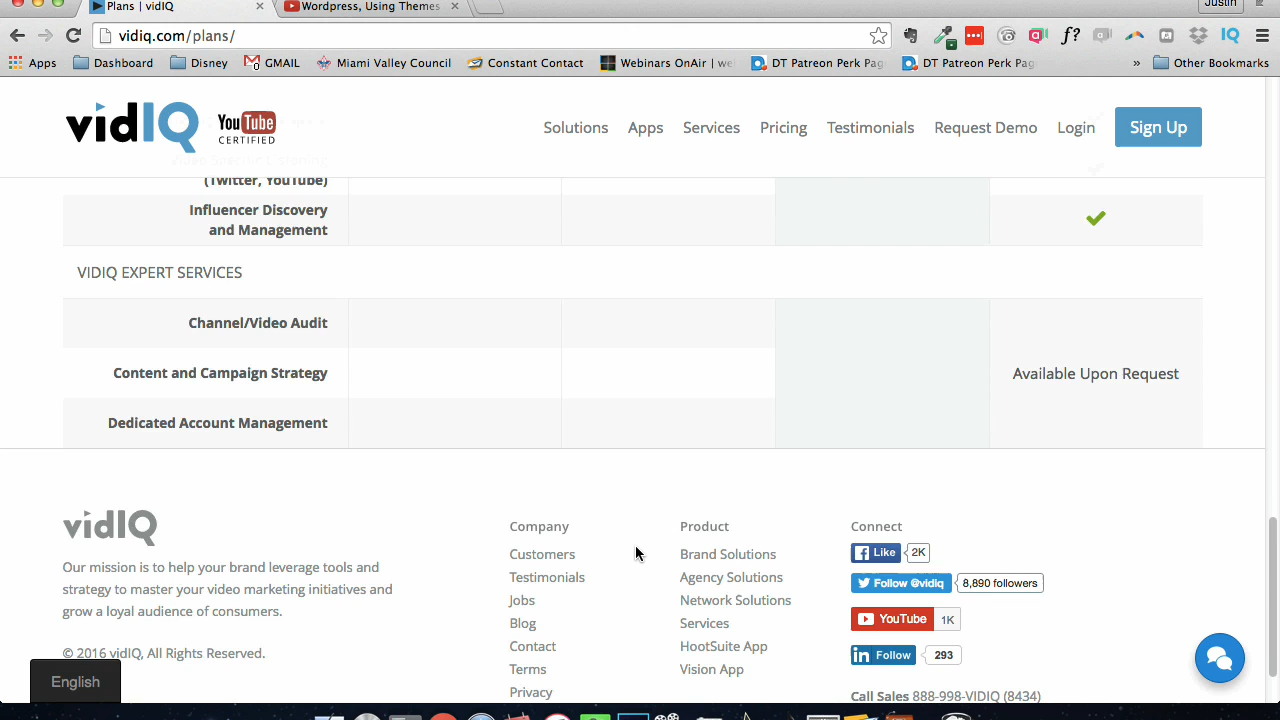 Plans | vidIQ
Wordpress, Using Themes
Justin
vidiq.com/plans/
f?
IQ
Apps
Dashboard
Disney
GMAIL
Miami Valley Council
Constant Contact
Webinars OnAir | we
DT Patreon Perk Pag
DT Patreon Perk Pag
»
Other Bookmarks
vidIQ
YouTube
CERTIFIED
Solutions
Apps
Services
Pricing
Testimonials
Request Demo
Login
Sign Up
(Twitter, YouTube)
Influencer Discovery
and Management
VIDIQ EXPERT SERVICES
Channel/Video Audit
Content and Campaign Strategy
Available Upon Request
Dedicated Account Management
vidIQ
Our mission is to help your brand leverage tools and
strategy to master your video marketing initiatives and
grow a loyal audience of consumers.
© 2016 vidIQ, All Rights Reserved.
English
Company
Customers
Testimonials
Jobs
Blog
Contact
Terms
Privacy
Product
Brand Solutions
Agency Solutions
Network Solutions
Services
HootSuite App
Vision App
Connect
Like 2K
Follow @vidiq 8,890 followers
YouTube 1K
in Follow 293
Call Sales 888-998-VIDIQ (8434)